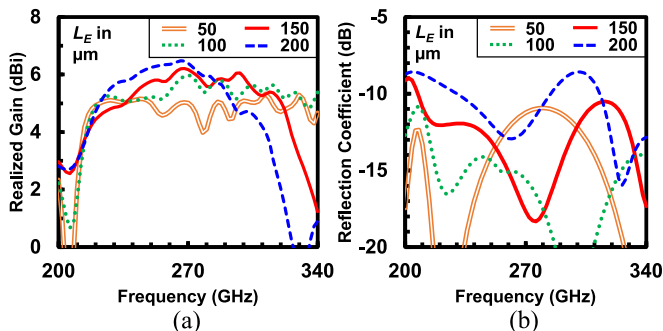 Realized Gain (dBi)
8
6
4
2
0
L_E in
μm
50
150
100
200
200
270
340
Frequency (GHz)
(a)
Reflection Coefficient (dB)
-5
-10
-15
-20
L_E in
μm
50
150
100
200
200
270
340
Frequency (GHz)
(b)